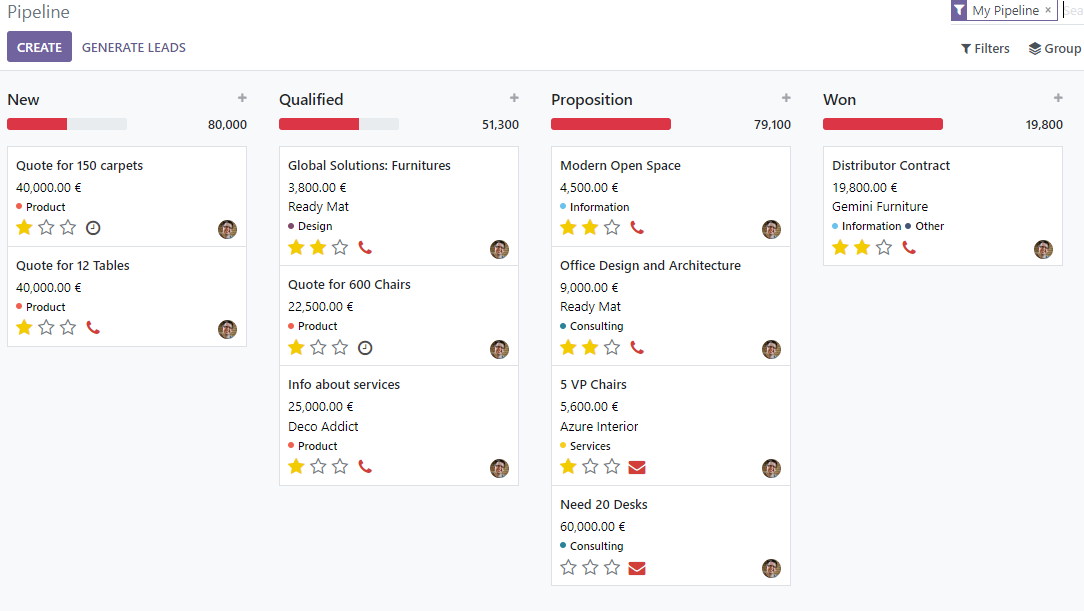 Pipeline
My Pipeline ×
Sea
CREATE
GENERATE LEADS
Filters
Group
New +
80,000
Quote for 150 carpets
40,000.00 €
Product
Quote for 12 Tables
40,000.00 €
Product
Qualified +
51,300
Global Solutions: Furnitures
3,800.00 €
Ready Mat
Design
Quote for 600 Chairs
22,500.00 €
Product
Info about services
25,000.00 €
Deco Addict
Product
Proposition +
79,100
Modern Open Space
4,500.00 €
Information
Office Design and Architecture
9,000.00 €
Ready Mat
Consulting
5 VP Chairs
5,600.00 €
Azure Interior
Services
Need 20 Desks
60,000.00 €
Consulting
Won +
19,800
Distributor Contract
19,800.00 €
Gemini Furniture
Information Other